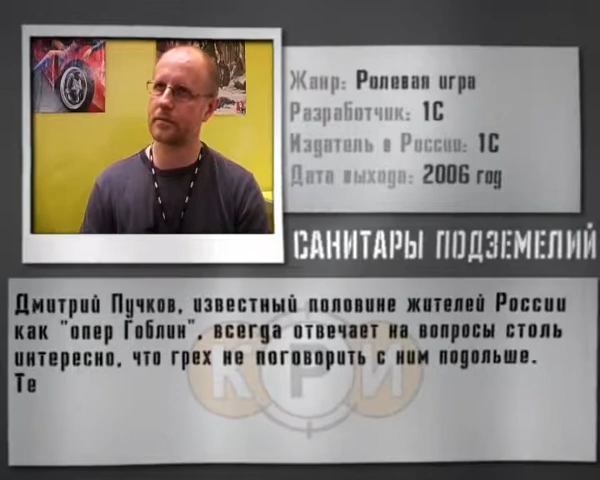 Жанр: Ролевая игра
Разработчик: 1С
Издатель в России: 1С
Дата выхода: 2006 год
САНИТАРЫ ПОДЗЕМЕЛИЙ
Дмитрий Пучков, известный половине жителей России
как "опер Гоблин", всегда отвечает на вопросы столь
интересно, что грех не поговорить с ним подольше.
Те
КРИ